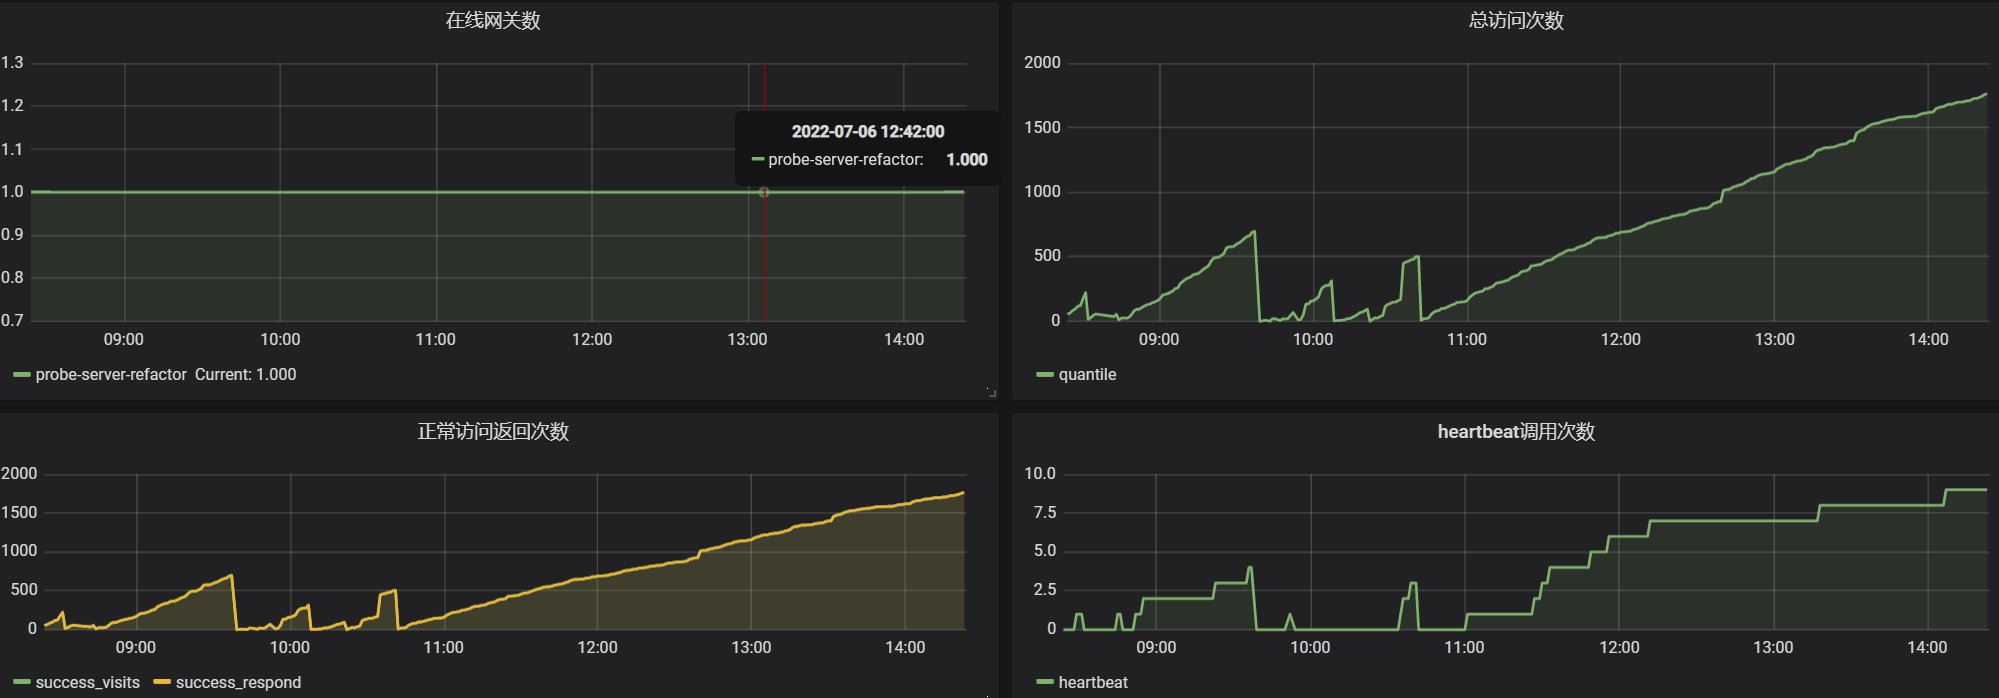 在线网关数
1.3
1.2
1.1
1.0
0.9
0.8
0.7
09:00 10:00 11:00 12:00 13:00 14:00
2022-07-06 12:42:00
probe-server-refactor: 1.000
probe-server-refactor Current: 1.000
总访问次数
2000
1500
1000
500
0
09:00 10:00 11:00 12:00 13:00 14:00
quantile
正常访问返回次数
2000
1500
1000
500
0
09:00 10:00 11:00 12:00 13:00 14:00
success_visits success_respond
heartbeat调用次数
10.0
7.5
5.0
2.5
0
09:00 10:00 11:00 12:00 13:00 14:00
heartbeat